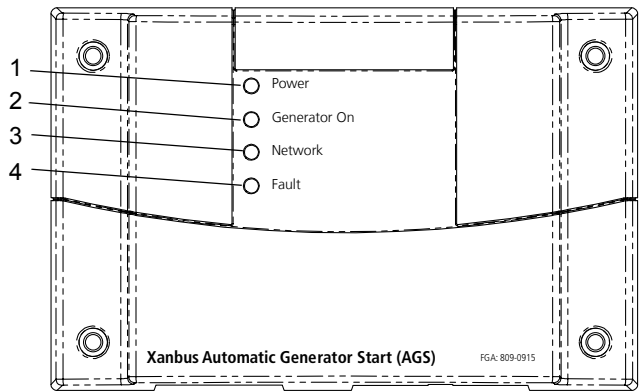 1 Power
2 Generator On
3 Network
4 Fault
Xanbus Automatic Generator Start (AGS) FGA: 809-0915